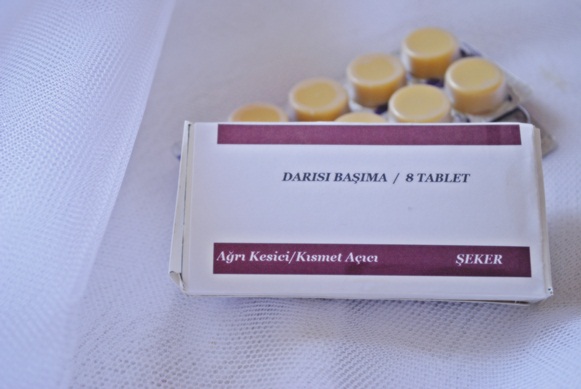 DARISI BAŞIMA / 8 TABLET
Ağrı Kesici/Kısmet Açıcı ŞEKER